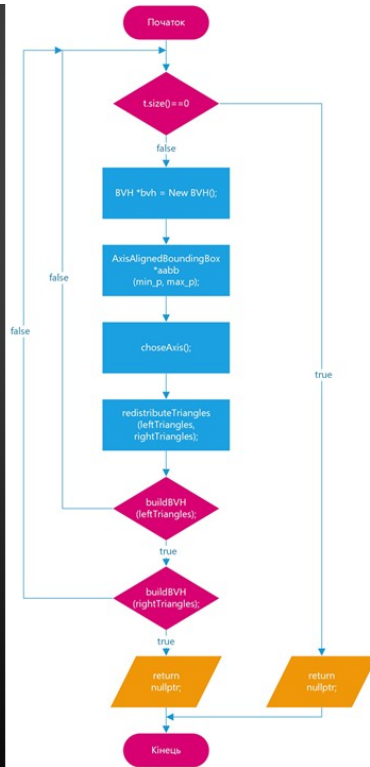 Початок
t.size()==0
false
BVH *bvh = New BVH();
AxisAlignedBoundingBox
*aabb
(min_p, max_p);
false
false
choseAxis();
true
redistributeTriangles
(leftTriangles,
rightTriangles);
buildBVH
(leftTriangles);
true
buildBVH
(rightTriangles);
true
return
nullptr;
return
nullptr;
Кінець